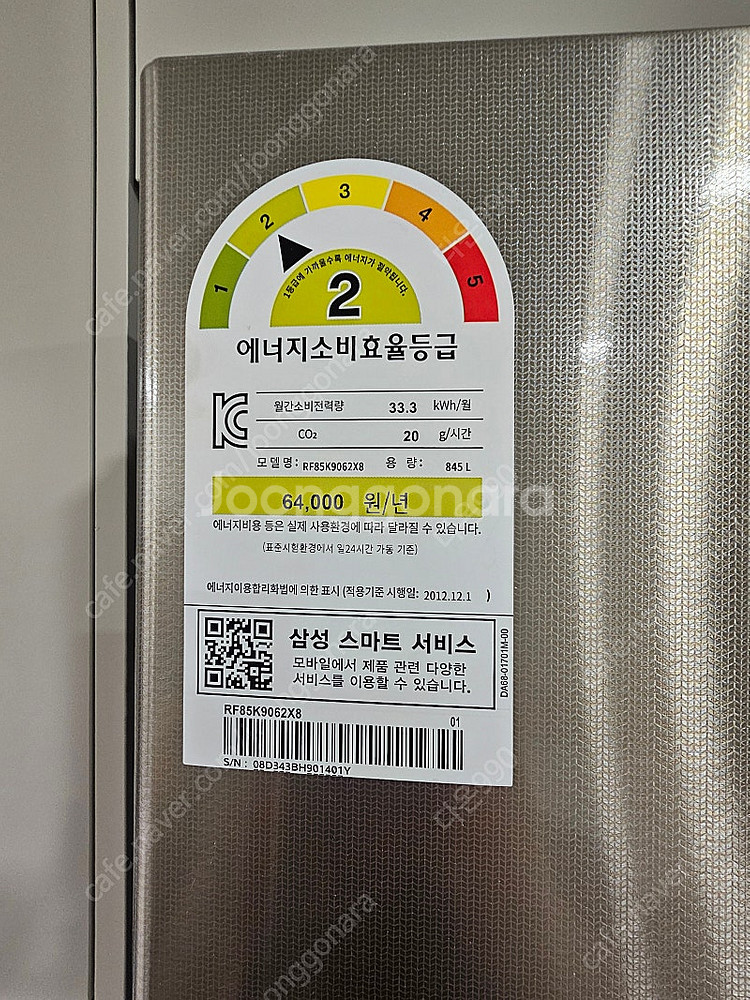 1
2
3
4
5
1등급에 가까울수록 에너지가 절약됩니다.
2
에너지소비효율등급
월간소비전력량 33.3 kWh/월
CO₂ 20 g/시간
모델명: RF85K9062X8 용 량: 845 L
64,000 원/년
에너지비용 등은 실제 사용환경에 따라 달라질 수 있습니다.
(표준시험환경에서 일24시간 가동 기준)
에너지이용합리화법에 의한 표시 (적용기준 시행일: 2012.12.1 )
삼성 스마트 서비스
모바일에서 제품 관련 다양한
서비스를 이용할 수 있습니다.
DA68-01701M-00
RF85K9062X8 01
S/N : 08D343BH901401Y
Joonggonara
cafe.naver.com/joonggonara